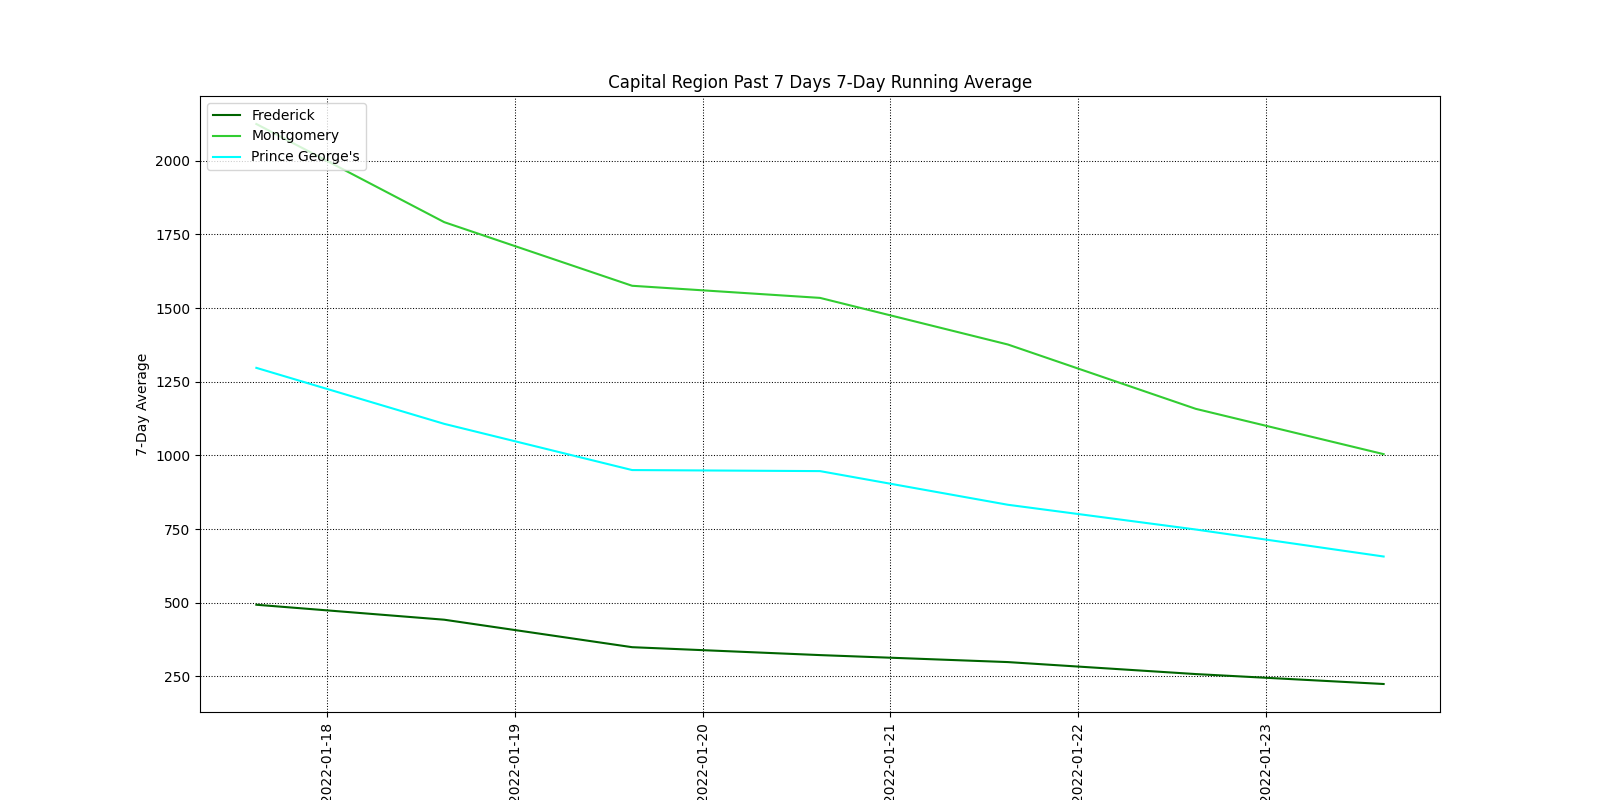 Capital Region Past 7 Days 7-Day Running Average
Frederick
Montgomery
Prince George's
7-Day Average
2000
1750
1500
1250
1000
750
500
250
2022-01-18
2022-01-19
2022-01-20
2022-01-21
2022-01-22
2022-01-23